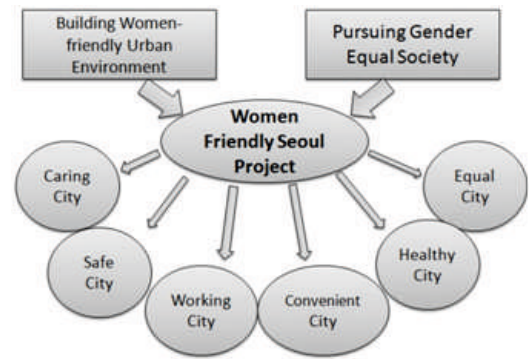 Building Women-
friendly Urban
Environment
Pursuing Gender
Equal Society
Women
Friendly Seoul
Project
Caring
City
Safe
City
Working
City
Convenient
City
Healthy
City
Equal
City